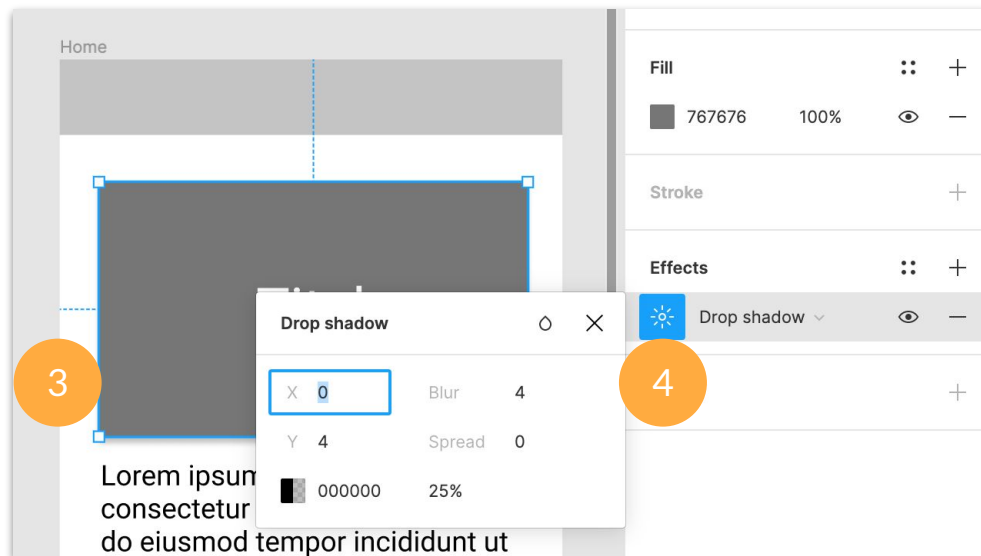 Home
Fill
767676 100%
Stroke
Effects
Drop shadow
Drop shadow
X 0 Blur 4
Y 4 Spread 0
000000 25%
3
4
Lorem ipsum
consectetur
do eiusmod tempor incididunt ut